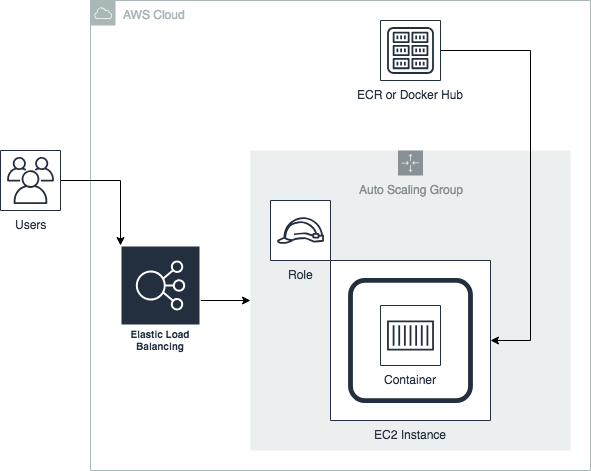 AWS Cloud
ECR or Docker Hub
Auto Scaling Group
Users
Role
Elastic Load
Balancing
Container
EC2 Instance